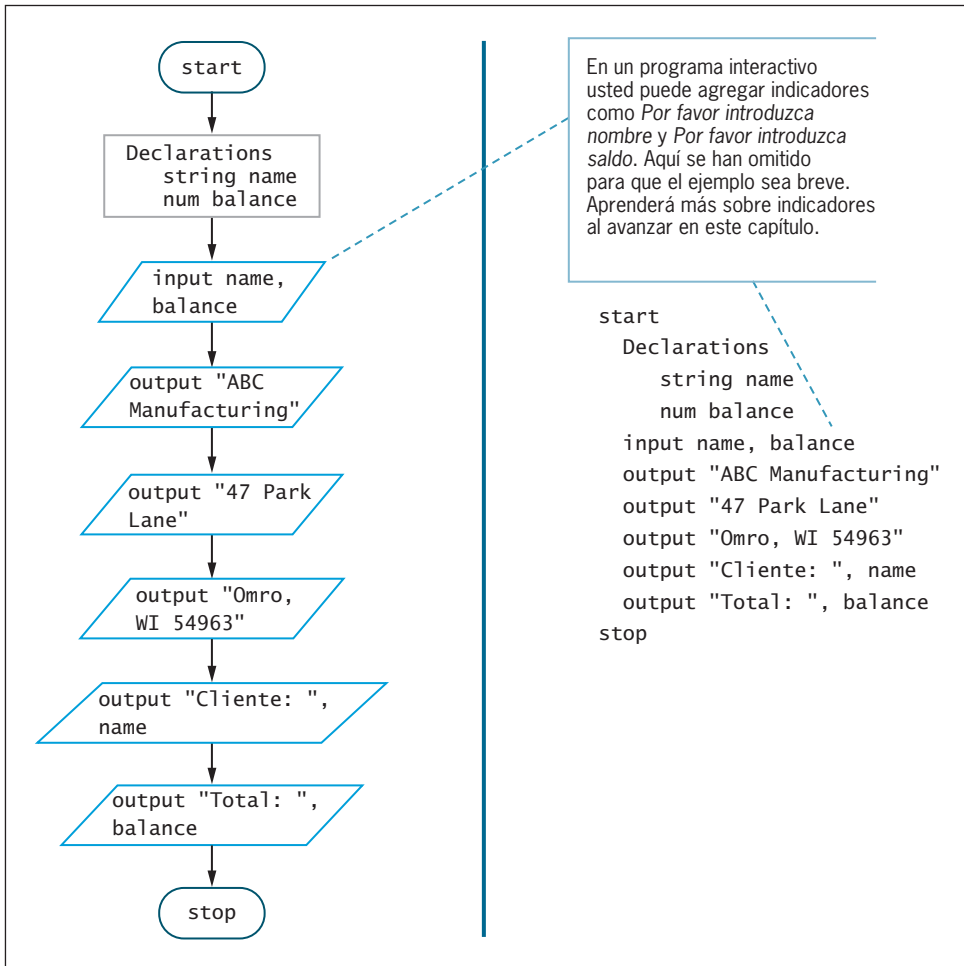 start
Declarations
string name
num balance
input name,
balance
output "ABC
Manufacturing"
output "47 Park
Lane"
output "Omro,
WI 54963"
output "Cliente: ",
name
output "Total: ",
balance
stop
En un programa interactivo
usted puede agregar indicadores
como Por favor introduzca
nombre y Por favor introduzca
saldo. Aquí se han omitido
para que el ejemplo sea breve.
Aprenderá más sobre indicadores
al avanzar en este capítulo.
start
Declarations
string name
num balance
input name, balance
output "ABC Manufacturing"
output "47 Park Lane"
output "Omro, WI 54963"
output "Cliente: ", name
output "Total: ", balance
stop